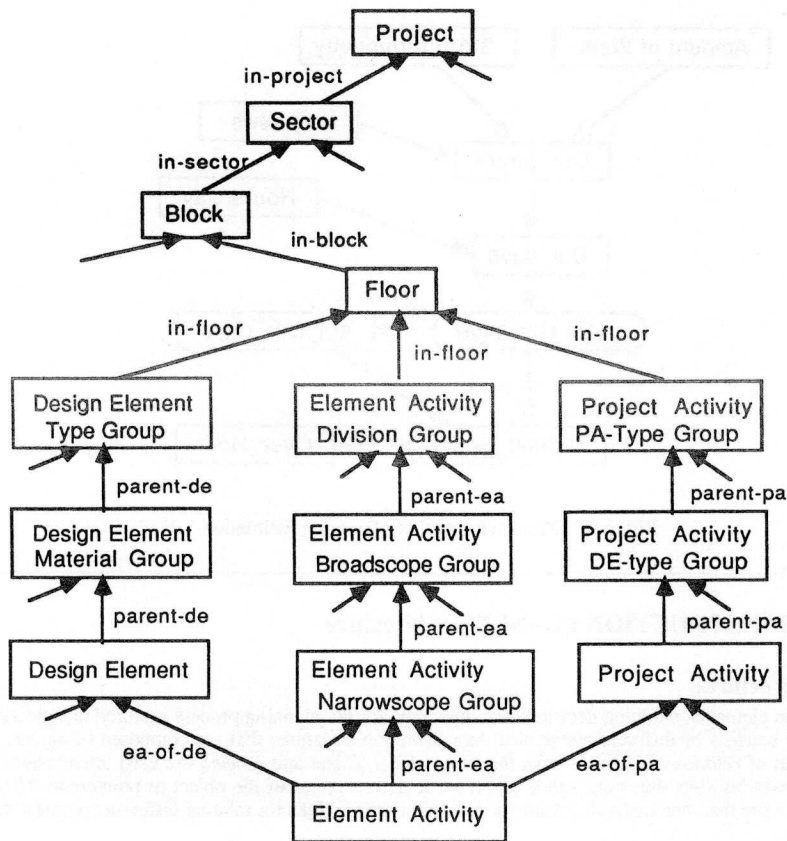 Project
in-project
Sector
in-sector
Block
in-block
Floor
in-floor
in-floor
in-floor
Design Element
Type Group
Element Activity
Division Group
Project Activity
PA-Type Group
parent-de
parent-ea
parent-pa
Design Element
Material Group
Element Activity
Broadscope Group
Project Activity
DE-type Group
parent-de
parent-ea
parent-pa
Design Element
Element Activity
Narrowscope Group
Project Activity
ea-of-de
parent-ea
ea-of-pa
Element Activity